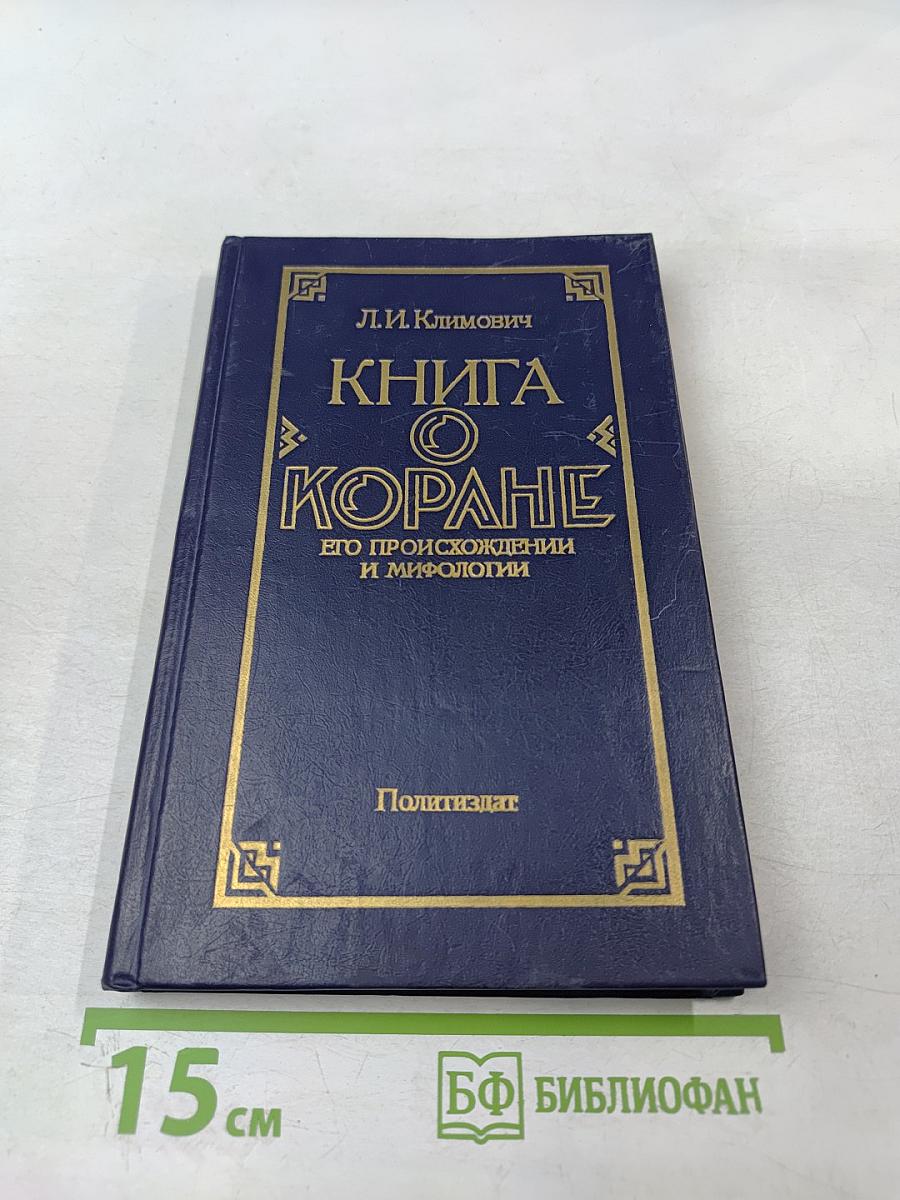 Л.И.Климович
КНИГА
О
КОРАНЕ
ЕГО ПРОИСХОЖДЕНИИ
И МИФОЛОГИИ
Политиздат
15 см
БФ БИБЛИОФАН